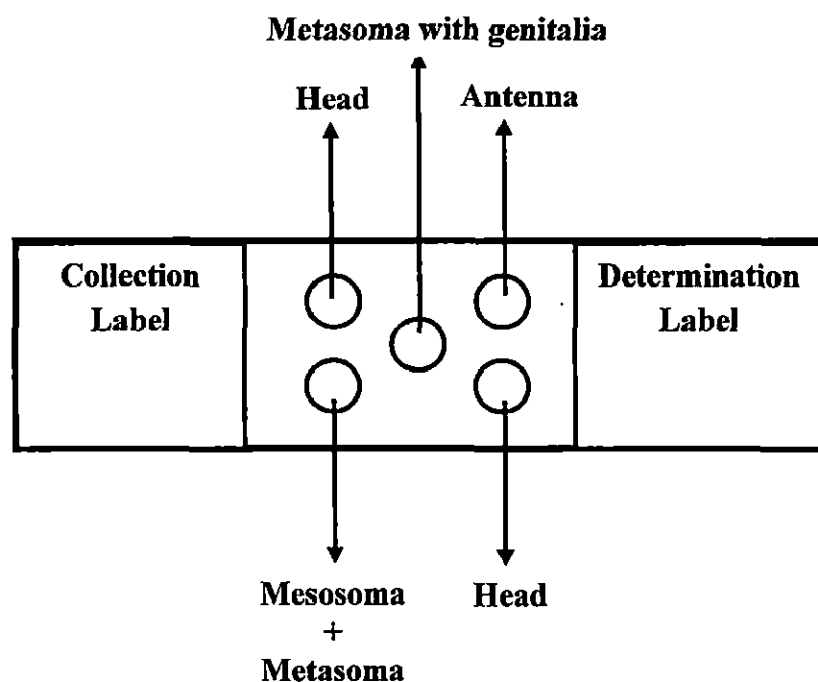 Metasoma with genitalia
Head
Antenna
Collection
Label
Determination
Label
Mesosoma
+
Metasoma
Head